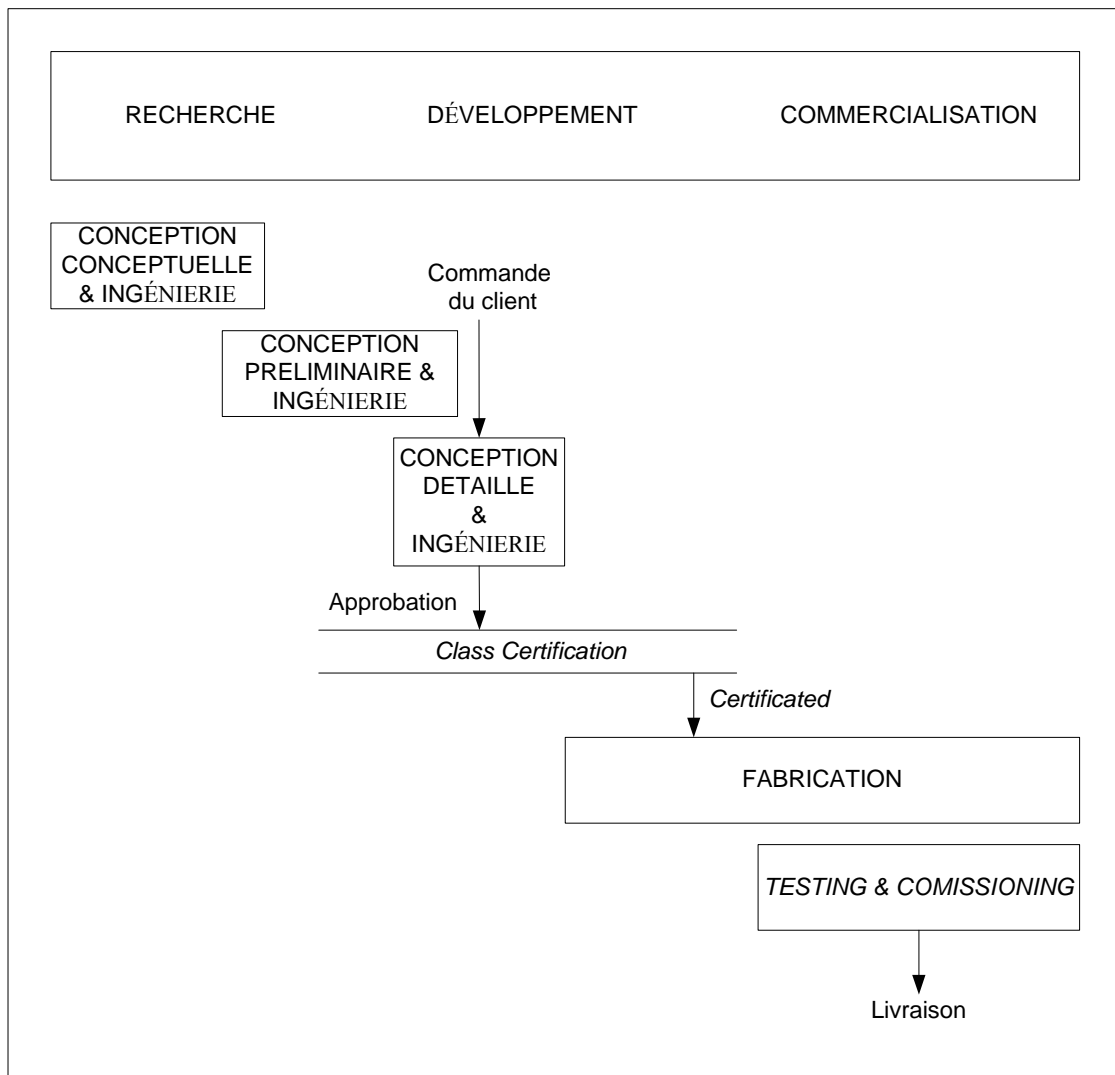 RECHERCHE DÉVELOPPEMENT COMMERCIALISATION
CONCEPTION
CONCEPTUELLE
& INGÉNIERIE
Commande
du client
CONCEPTION
PRELIMINAIRE &
INGÉNIERIE
CONCEPTION
DETAILLE
&
INGÉNIERIE
Approbation
Class Certification
Certificated
FABRICATION
TESTING & COMISSIONING
Livraison